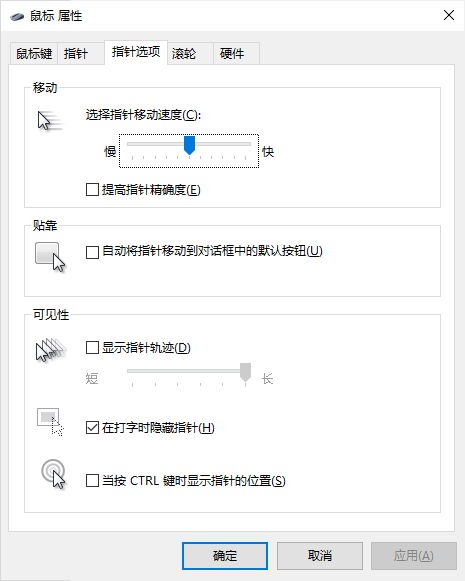 鼠标 属性
鼠标键 指针 指针选项 滚轮 硬件
移动
选择指针移动速度(C):
慢 快
提高指针精确度(E)
贴靠
自动将指针移动到对话框中的默认按钮(U)
可见性
显示指针轨迹(D)
短 长
在打字时隐藏指针(H)
当按 CTRL 键时显示指针的位置(S)
确定 取消 应用(A)